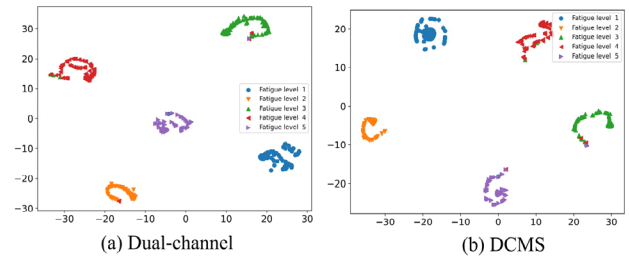 30
20
10
0
−10
−20
−30
−30
−20
−10
0
10
20
30
Fatigue level 1
Fatigue level 2
Fatigue level 3
Fatigue level 4
Fatigue level 5
(a) Dual-channel
20
10
0
−10
−20
−30
−20
−10
0
10
20
30
Fatigue level 1
Fatigue level 2
Fatigue level 3
Fatigue level 4
Fatigue level 5
(b) DCMS